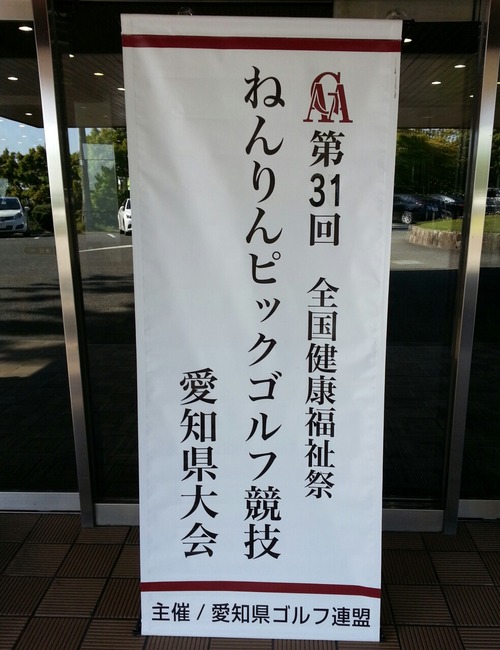 AGA
第31回 全国健康福祉祭
ねんりんピックゴルフ競技
愛知県大会
主催 / 愛知県ゴルフ連盟